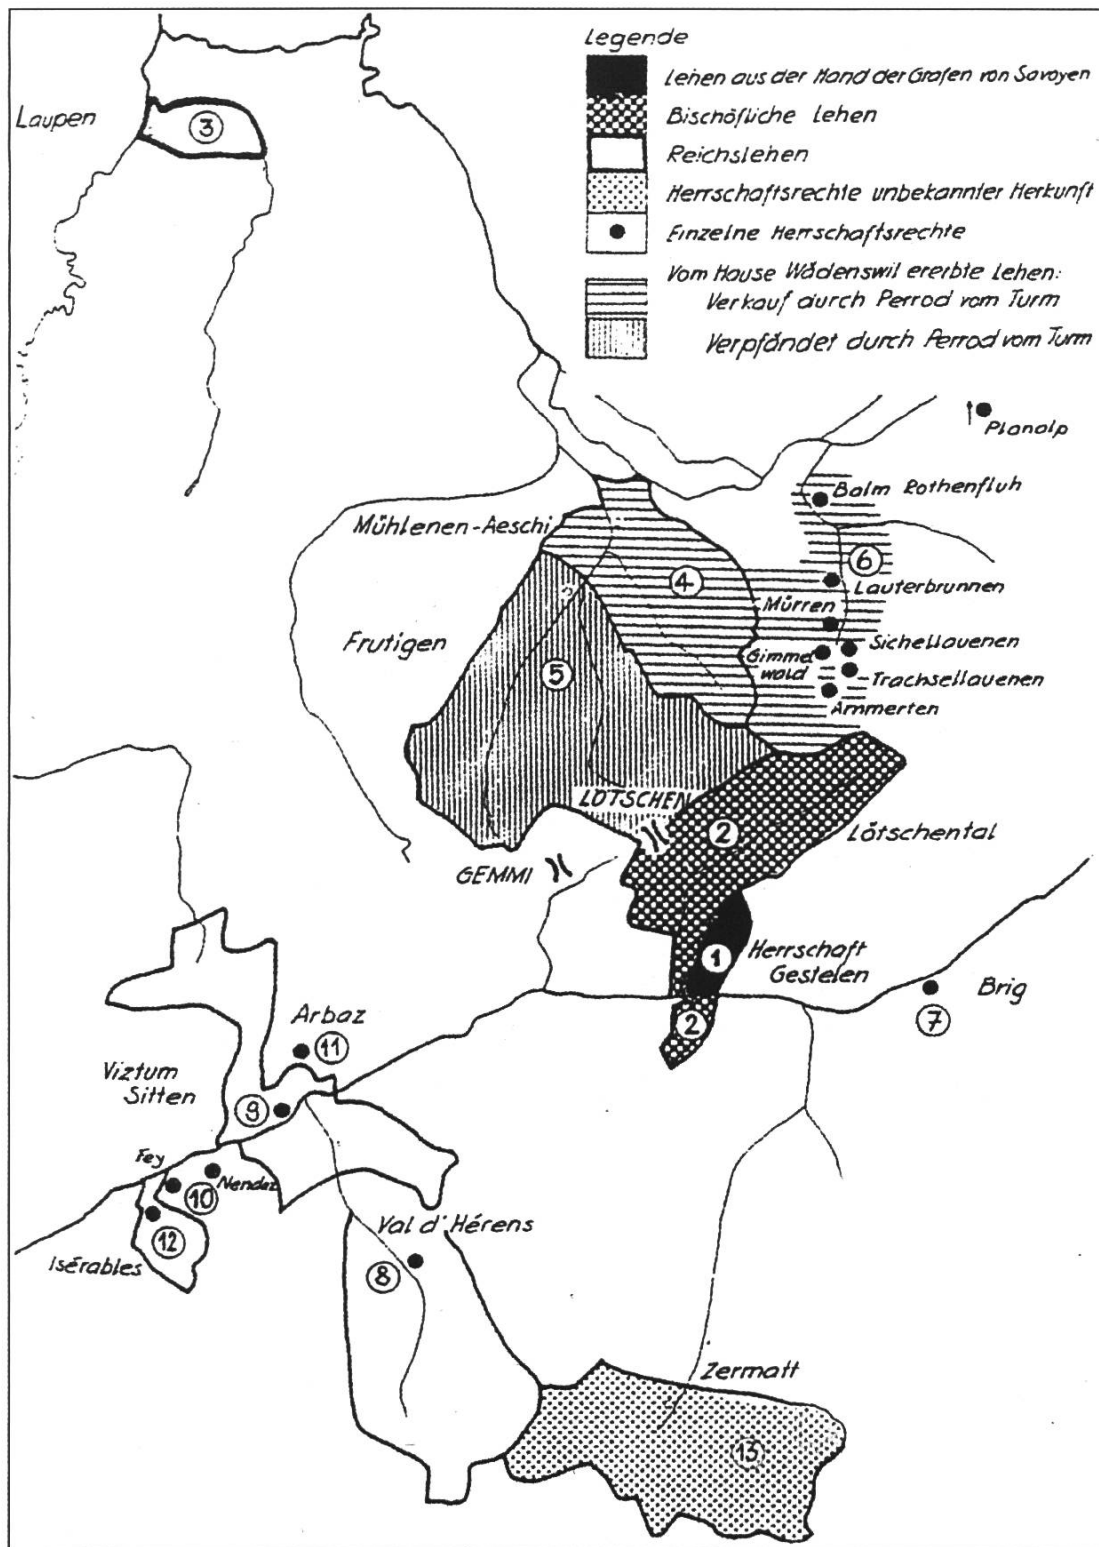 Legende
Lehen aus der Hand der Grafen von Savoyen
Bischöfliche Lehen
Reichslehen
Herrschaftsrechte unbekannter Herkunft
Einzelne Herrschaftsrechte
Vom Hause Wädenswil ererbte Lehen:
Verkauf durch Perrod vom Turm
Verpfändet durch Perrod vom Turm
Laupen
3
Planalp
Balm Rothenfluh
Mühlenen-Aeschi
6
4
Lauterbrunnen
Mürren
Frutigen
Sichellauenen
Gimmel
wald
5
Trachsellauenen
Ammerten
LÖTSCHEN
2
Lötschental
GEMMI
1
Herrschaft
Gestelen
Brig
7
2
Arbaz
11
Viztum
Sitten
9
Fey
Nendaz
10
12
Isérables
Val d'Hérens
8
Zermatt
13